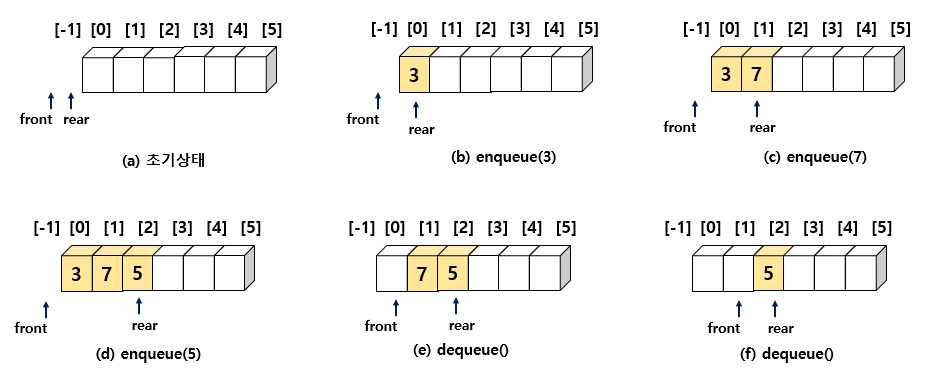 [-1] [0] [1] [2] [3] [4] [5]
front rear
(a) 초기상태
[-1] [0] [1] [2] [3] [4] [5]
3
front
rear
(b) enqueue(3)
[-1] [0] [1] [2] [3] [4] [5]
3 7
front
rear
(c) enqueue(7)
[-1] [0] [1] [2] [3] [4] [5]
3 7 5
front
rear
(d) enqueue(5)
[-1] [0] [1] [2] [3] [4] [5]
7 5
front
rear
(e) dequeue()
[-1] [0] [1] [2] [3] [4] [5]
5
front rear
(f) dequeue()